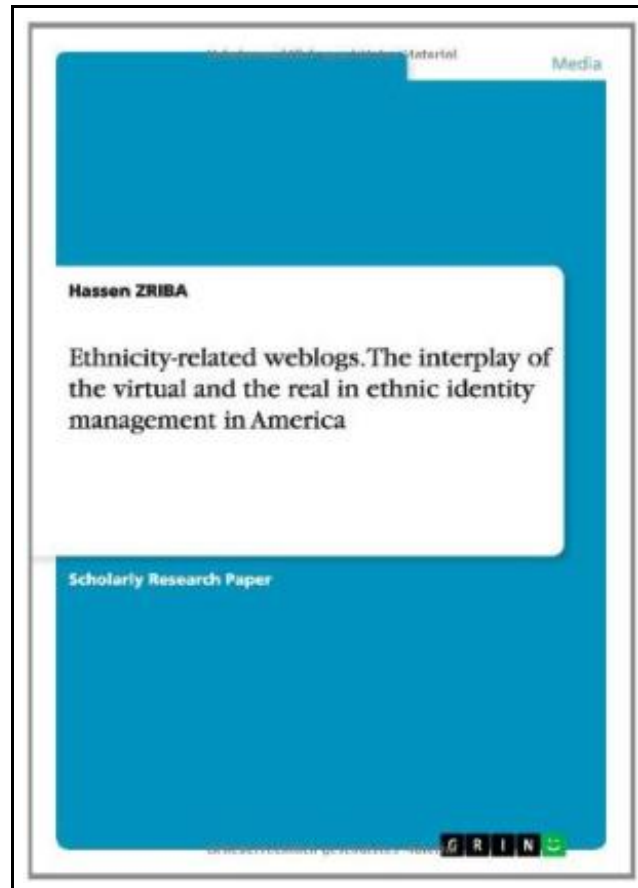 Media
Hassen ZRIBA
Ethnicity-related weblogs. The interplay of
the virtual and the real in ethnic identity
management in America
Scholarly Research Paper
GRIN